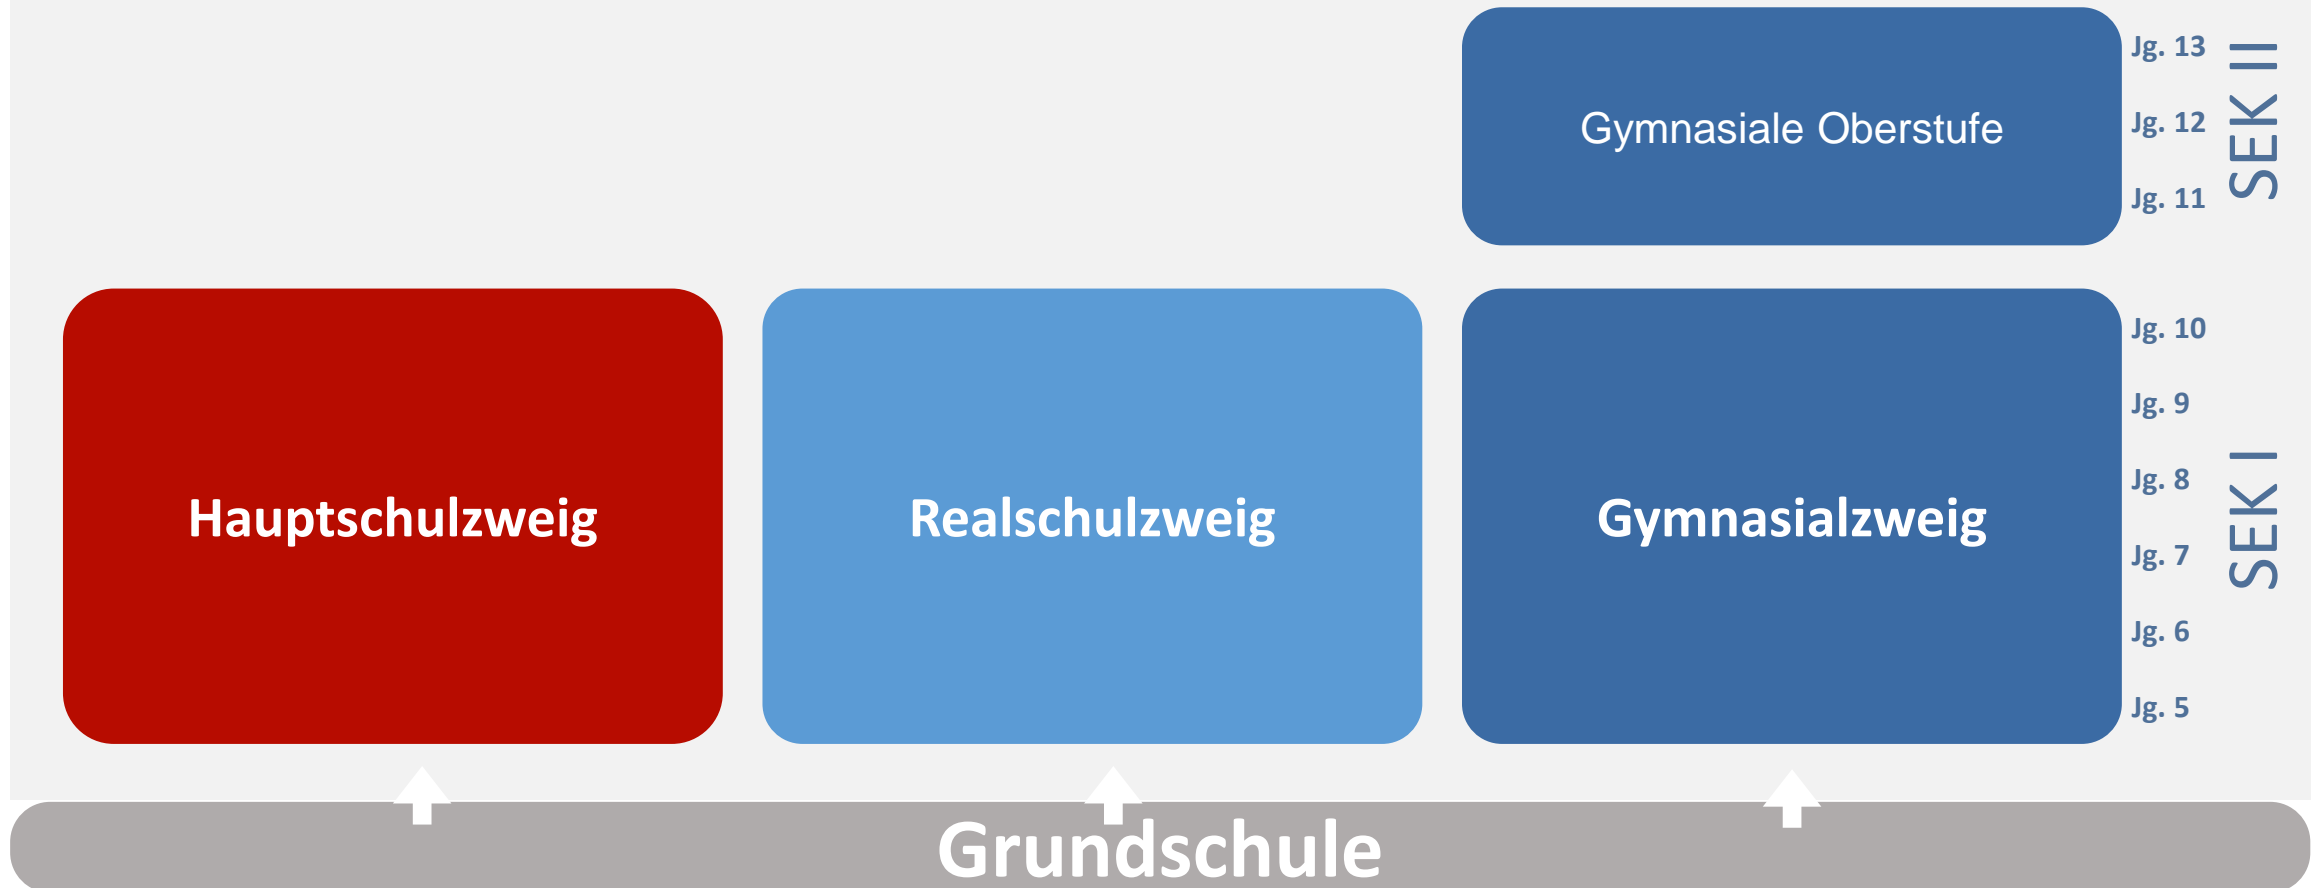 Jg. 13
Gymnasiale Oberstufe
Jg. 12
Jg. 11
SEK II
Jg. 10
Jg. 9
Jg. 8
Hauptschulzweig
Realschulzweig
Gymnasialzweig
Jg. 7
Jg. 6
Jg. 5
SEK I
Grundschule